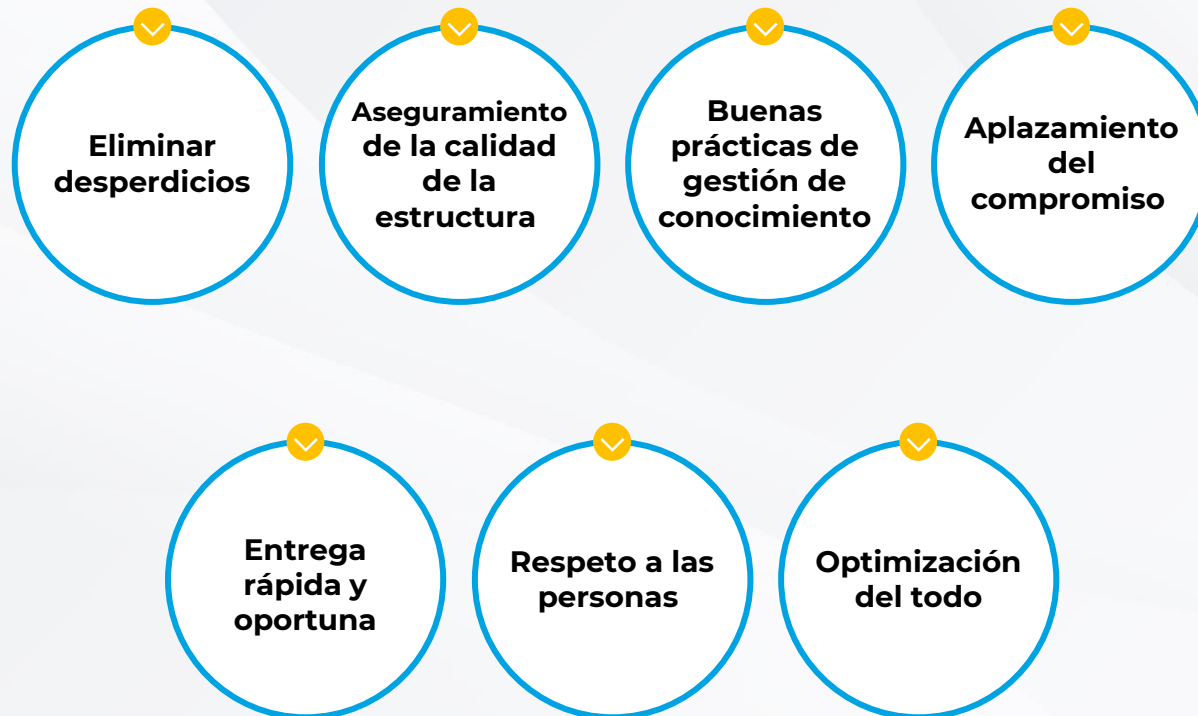 Eliminar
desperdicios
Aseguramiento
de la calidad
de la
estructura
Buenas
prácticas de
gestión de
conocimiento
Aplazamiento
del
compromiso
Entrega
rápida y
oportuna
Respeto a las
personas
Optimización
del todo